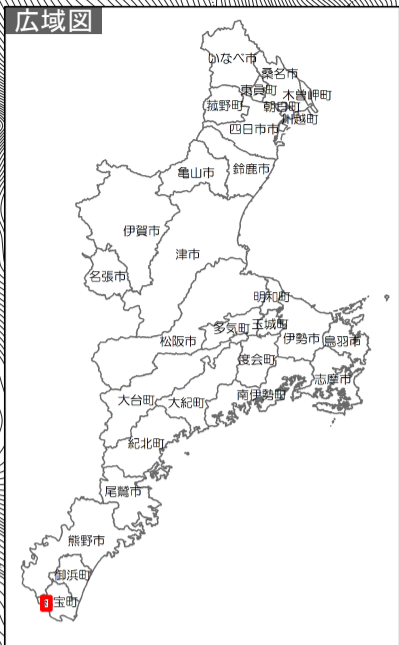 広域図
いなべ市
桑名市
東員町
木曽岬町
朝日町
川越町
菰野町
四日市市
鈴鹿市
亀山市
伊賀市
津市
名張市
明和町
玉城町
多気町
松阪市
伊勢市
鳥羽市
度会町
志摩市
南伊勢町
大台町
大紀町
紀北町
尾鷲市
熊野市
御浜町
宝町